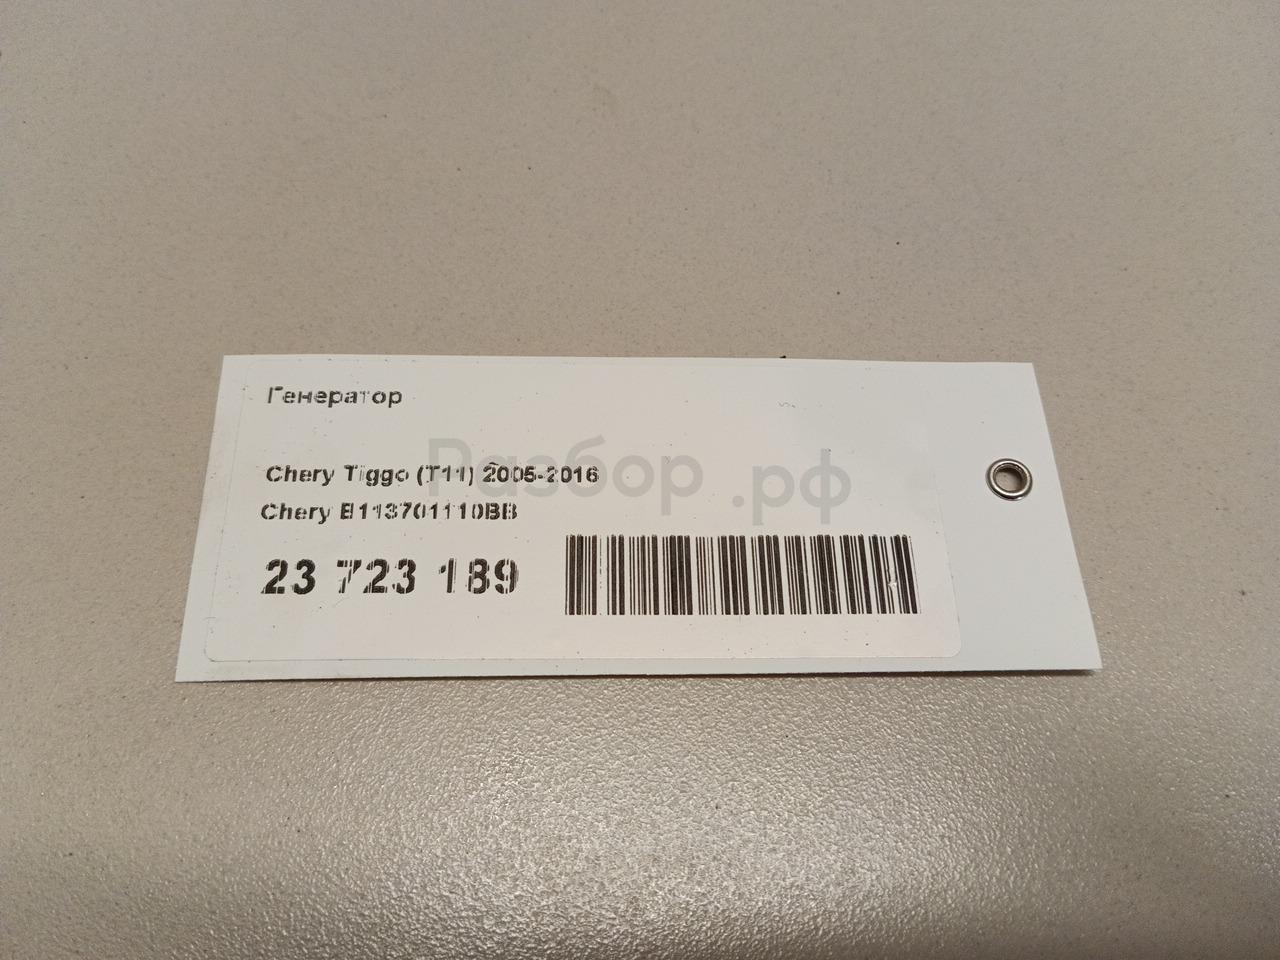 Генератор
Разбор.рф
Chery Tiggo (T11) 2005-2016
Chery B113701110BB
23 723 189